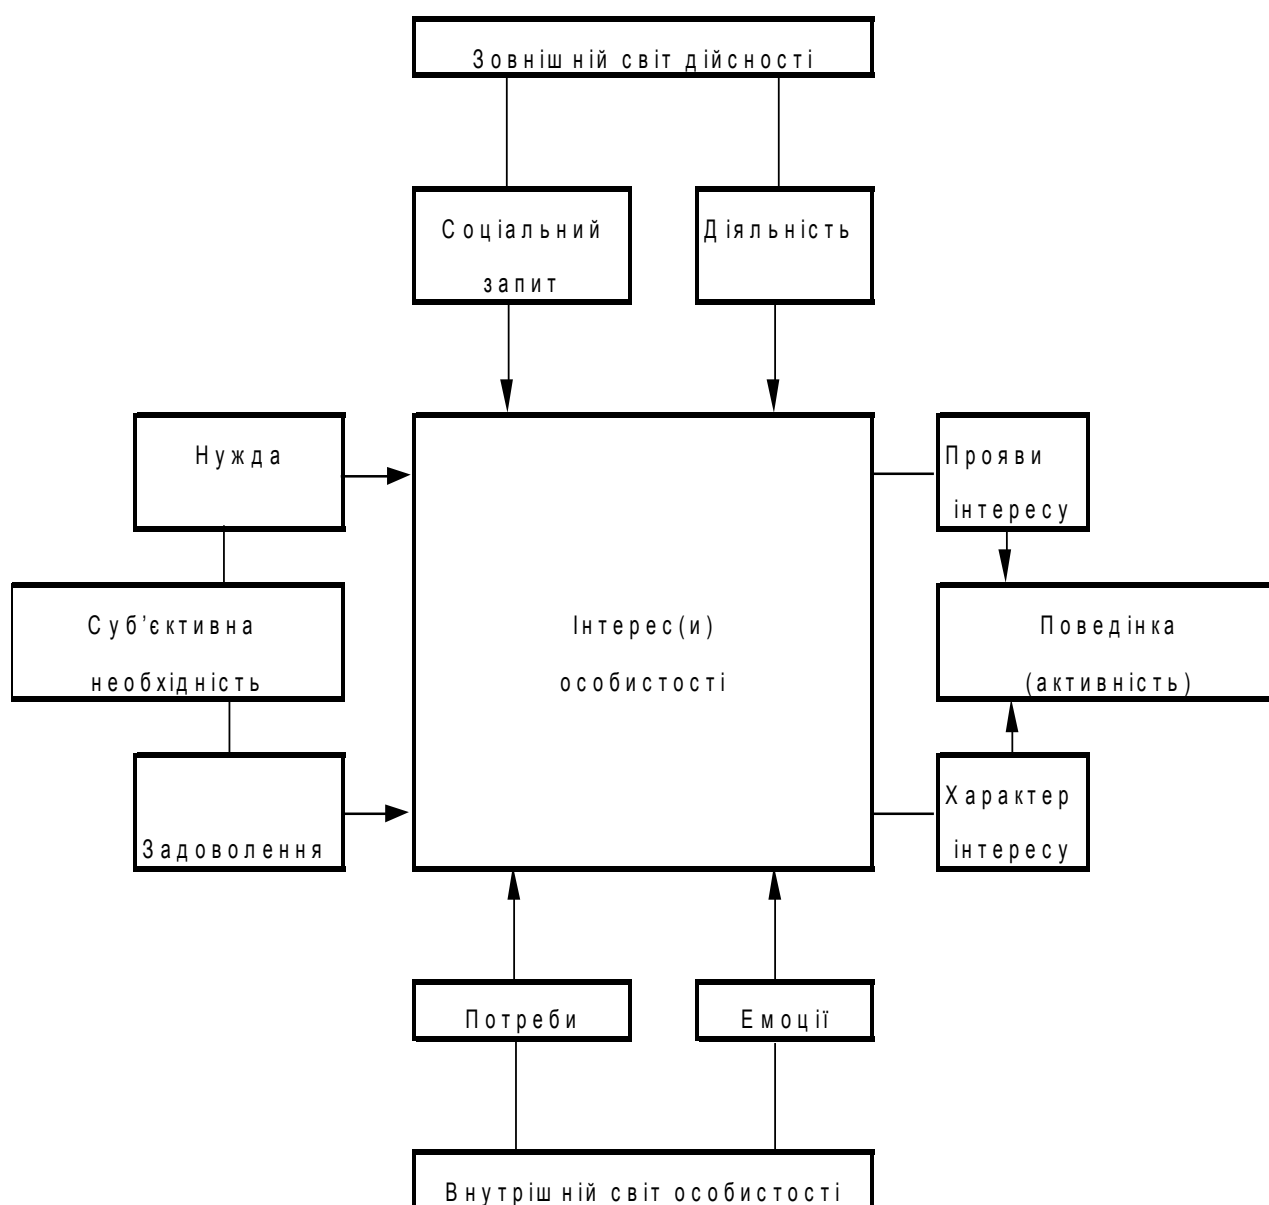 Зовнішній світ дійсності
Соціальний
запит
Діяльність
Нужда
Прояви
інтересу
Суб’єктивна
необхідність
Інтерес(и)
особистості
Поведінка
(активність)
Задоволення
Характер
інтересу
Потреби
Емоції
Внутрішній світ особистості